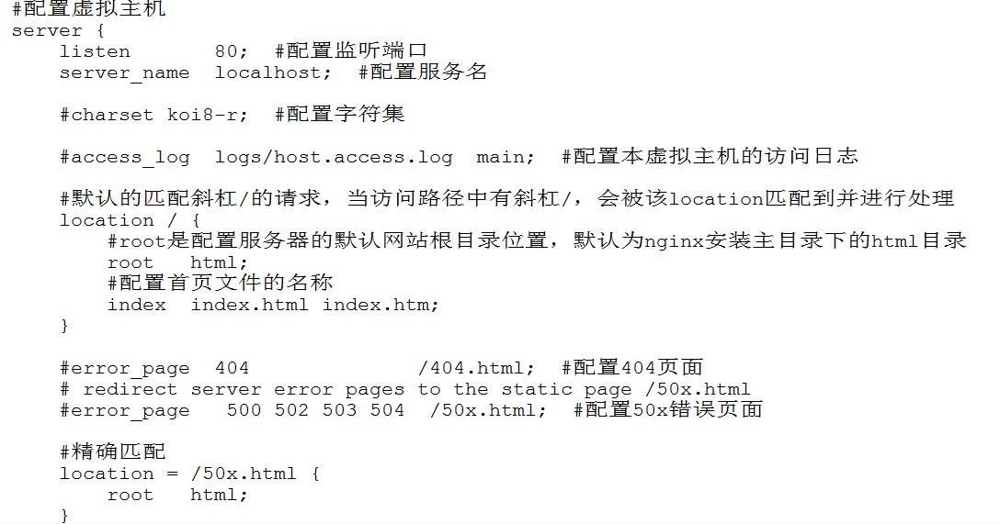 #配置虚拟主机
server {
    listen       80;  #配置监听端口
    server_name  localhost;  #配置服务名

    #charset koi8-r;  #配置字符集

    #access_log  logs/host.access.log  main;  #配置本虚拟主机的访问日志

    #默认的匹配斜杠/的请求，当访问路径中有斜杠/，会被该location匹配到并进行处理
    location / {
        #root是配置服务器的默认网站根目录位置，默认为nginx安装主目录下的html目录
        root   html;
        #配置首页文件的名称
        index  index.html index.htm;
    }

    #error_page  404              /404.html;  #配置404页面
    # redirect server error pages to the static page /50x.html
    #error_page   500 502 503 504  /50x.html;  #配置50x错误页面

    #精确匹配
    location = /50x.html {
        root   html;
    }